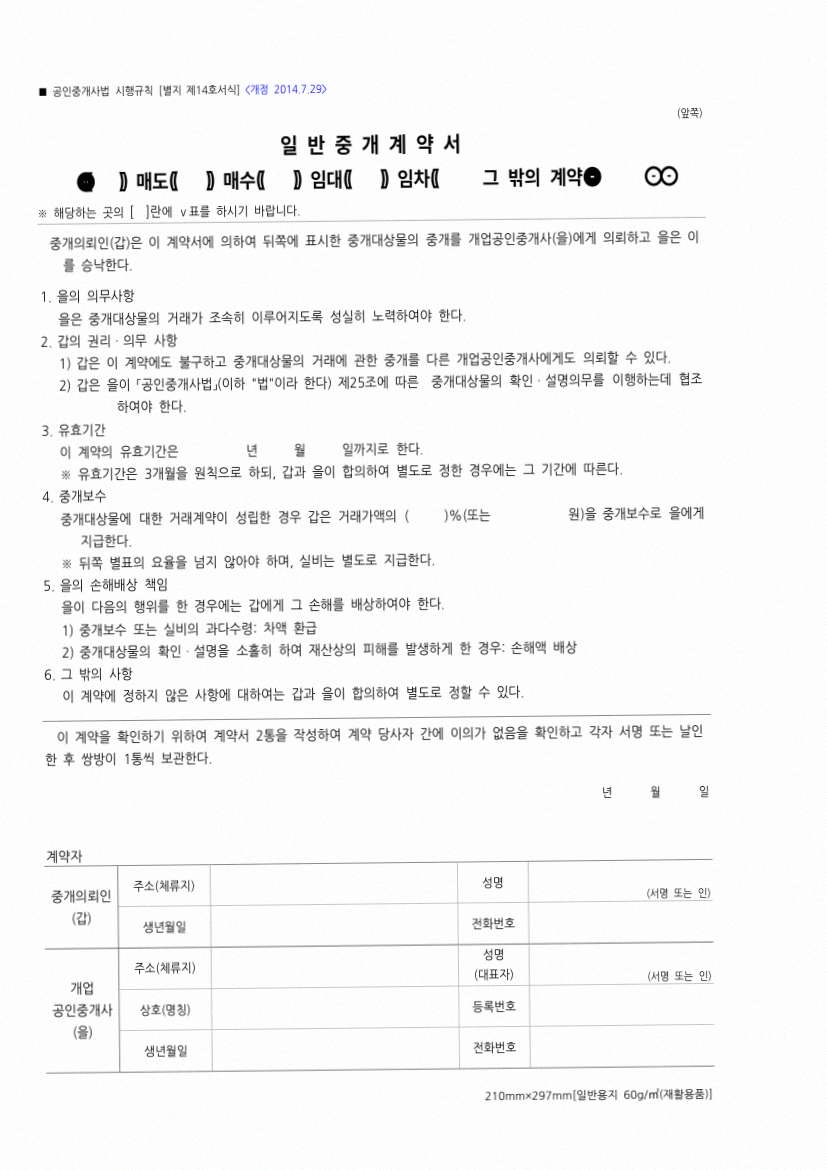 ■ 공인중개사법 시행규칙 [별지 제14호서식] <개정 2014.7.29>
(앞쪽)
일 반 중 개 계 약 서
⟫ 매도⟪ ⟫ 매수⟪ ⟫ 임대⟪ ⟫ 임차⟪ 그 밖의 계약
※ 해당하는 곳의 [ ]란에 v표를 하시기 바랍니다.
중개의뢰인(갑)은 이 계약서에 의하여 뒤쪽에 표시한 중개대상물의 중개를 개업공인중개사(을)에게 의뢰하고 을은 이
를 승낙한다.
1. 을의 의무사항
을은 중개대상물의 거래가 조속히 이루어지도록 성실히 노력하여야 한다.
2. 갑의 권리ㆍ의무 사항
1) 갑은 이 계약에도 불구하고 중개대상물의 거래에 관한 중개를 다른 개업공인중개사에게도 의뢰할 수 있다.
2) 갑은 을이 「공인중개사법」(이하 "법"이라 한다) 제25조에 따른 중개대상물의 확인ㆍ설명의무를 이행하는데 협조
하여야 한다.
3. 유효기간
이 계약의 유효기간은 년 월 일까지로 한다.
※ 유효기간은 3개월을 원칙으로 하되, 갑과 을이 합의하여 별도로 정한 경우에는 그 기간에 따른다.
4. 중개보수
중개대상물에 대한 거래계약이 성립한 경우 갑은 거래가액의 ( )%(또는 원)을 중개보수로 을에게
지급한다.
※ 뒤쪽 별표의 요율을 넘지 않아야 하며, 실비는 별도로 지급한다.
5. 을의 손해배상 책임
을이 다음의 행위를 한 경우에는 갑에게 그 손해를 배상하여야 한다.
1) 중개보수 또는 실비의 과다수령: 차액 환급
2) 중개대상물의 확인ㆍ설명을 소홀히 하여 재산상의 피해를 발생하게 한 경우: 손해액 배상
6. 그 밖의 사항
이 계약에 정하지 않은 사항에 대하여는 갑과 을이 합의하여 별도로 정할 수 있다.
이 계약을 확인하기 위하여 계약서 2통을 작성하여 계약 당사자 간에 이의가 없음을 확인하고 각자 서명 또는 날인
한 후 쌍방이 1통씩 보관한다.
년 월 일
계약자
중개의뢰인
(갑)
주소(체류지)
성명
(서명 또는 인)
생년월일
전화번호
개업
공인중개사
(을)
주소(체류지)
성명
(대표자)
(서명 또는 인)
상호(명칭)
등록번호
생년월일
전화번호
210mm×297mm[일반용지 60g/㎡(재활용품)]